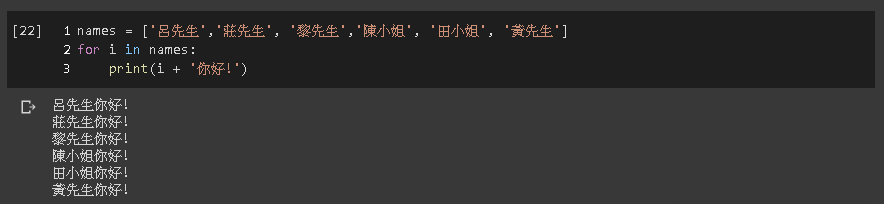 [22] 1 names = ['呂先生','莊先生', '黎先生','陳小姐', '田小姐', '黃先生']
2 for i in names:
3 print(i + '你好!')
呂先生你好!
莊先生你好!
黎先生你好!
陳小姐你好!
田小姐你好!
黃先生你好!